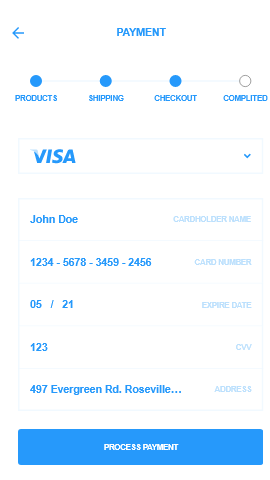 PAYMENT
PRODUCTS SHIPPING CHECKOUT COMPLITED
VISA
John Doe CARDHOLDER NAME
1234 - 5678 - 3459 - 2456 CARD NUMBER
05 / 21 EXPIRE DATE
123 CVV
497 Evergreen Rd. Roseville... ADDRESS
PROCESS PAYMENT